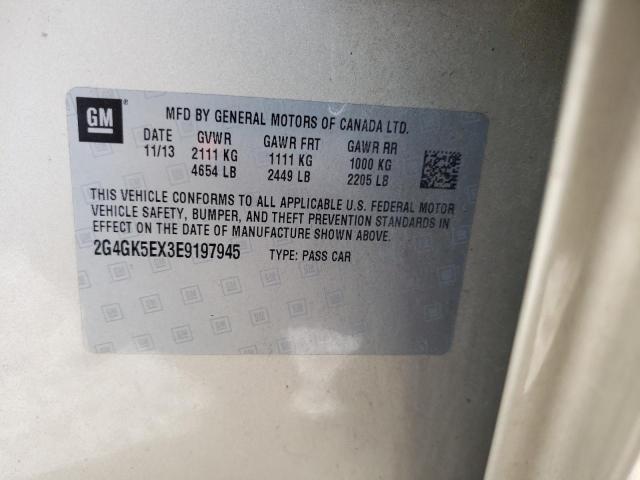 GM MFD BY GENERAL MOTORS OF CANADA LTD.
DATE GVWR GAWR FRT GAWR RR
11/13 2111 KG 1111 KG 1000 KG
4654 LB 2449 LB 2205 LB
THIS VEHICLE CONFORMS TO ALL APPLICABLE U.S. FEDERAL MOTOR
VEHICLE SAFETY, BUMPER, AND THEFT PREVENTION STANDARDS IN
EFFECT ON THE DATE OF MANUFACTURE SHOWN ABOVE.
2G4GK5EX3E9197945 TYPE: PASS CAR